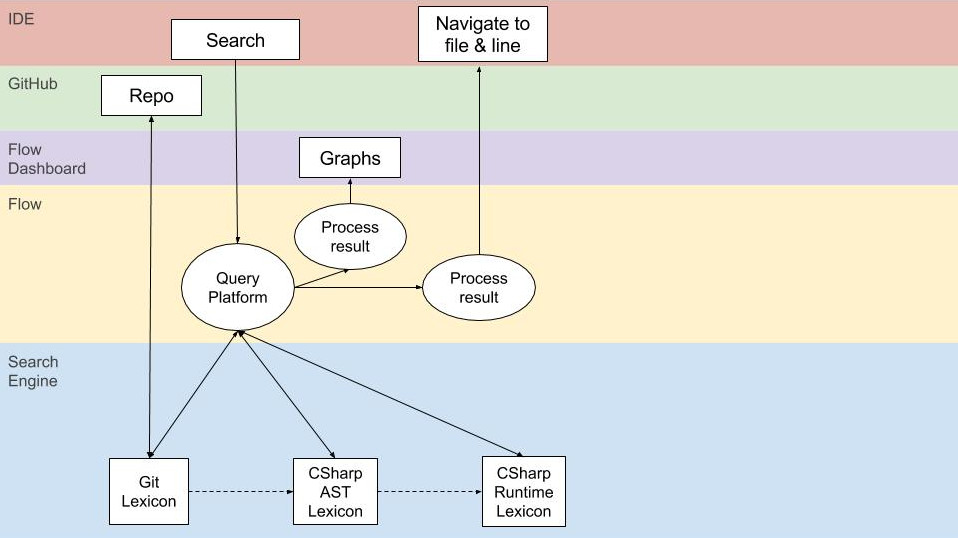 IDE
Search
Navigate to
file & line
GitHub
Repo
Flow
Dashboard
Graphs
Flow
Process
result
Query
Platform
Process
result
Search
Engine
Git
Lexicon
CSharp
AST
Lexicon
CSharp
Runtime
Lexicon